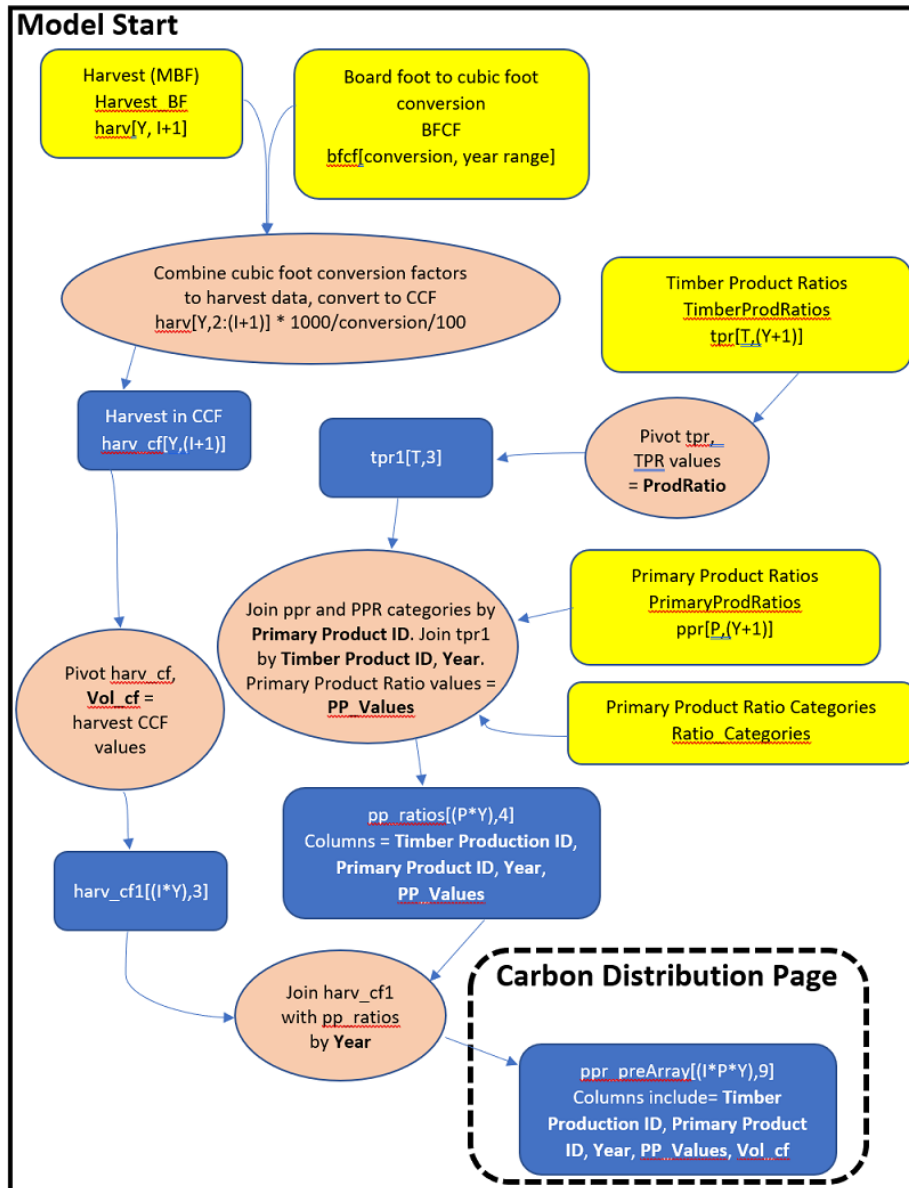 Model Start
Harvest (MBF)
Harvest_BF
harv[Y, I+1]
Board foot to cubic foot
conversion
BFCF
bfcf[conversion, year range]
Combine cubic foot conversion factors
to harvest data, convert to CCF
harv[Y,2:(I+1)] * 1000/conversion/100
Timber Product Ratios
TimberProdRatios
tpr[T,(Y+1)]
Harvest in CCF
harv_cf[Y,(I+1)]
tpr1[T,3]
Pivot tpr,
TPR values
= ProdRatio
Join ppr and PPR categories by
Primary Product ID. Join tpr1
by Timber Product ID, Year.
Primary Product Ratio values =
PP_Values
Primary Product Ratios
PrimaryProdRatios
ppr[P,(Y+1)]
Pivot harv_cf,
Vol_cf =
harvest CCF
values
Primary Product Ratio Categories
Ratio_Categories
pp_ratios[(P*Y),4]
Columns = Timber Production ID,
Primary Product ID, Year,
PP_Values
harv_cf1[(I*Y),3]
Join harv_cf1
with pp_ratios
by Year
Carbon Distribution Page
ppr_preArray[(I*P*Y),9]
Columns include= Timber
Production ID, Primary Product
ID, Year, PP_Values, Vol_cf